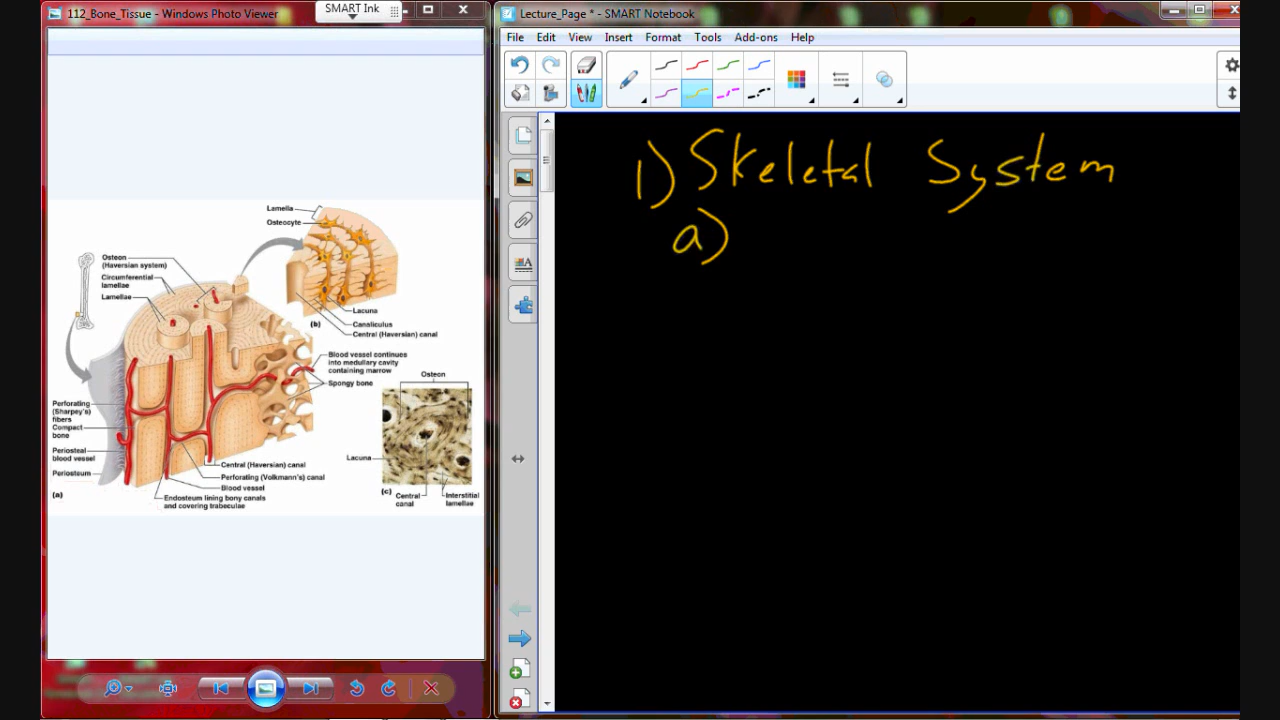 112_Bone_Tissue - Windows Photo Viewer
SMART Ink
Lecture_Page * - SMART Notebook
File Edit View Insert Format Tools Add-ons Help
1) Skeletal System
a)
Lamella
Osteocyte
Osteon
(Haversian system)
Circumferential
lamellae
Lamellae
Lacuna
(b)
Canaliculus
Central (Haversian) canal
Blood vessel continues
into medullary cavity
containing marrow
Spongy bone
Osteon
Perforating
(Sharpey's)
fibers
Compact
bone
Periosteal
blood vessel
Periosteum
(a)
Central (Haversian) canal
Perforating (Volkmann's) canal
Blood vessel
Endosteum lining bony canals
and covering trabeculae
Lacuna
(c)
Central
canal
Interstitial
lamellae